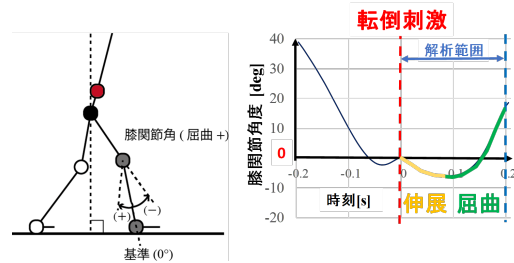 膝関節角 ( 屈曲 +)
(+)
(−)
基準 (0°)
転倒刺激
解析範囲
膝関節角度 [deg]
40
30
20
10
0
-10
-20
-0.2
-0.1
0
0.1
0.2
時刻[s]
伸展
屈曲